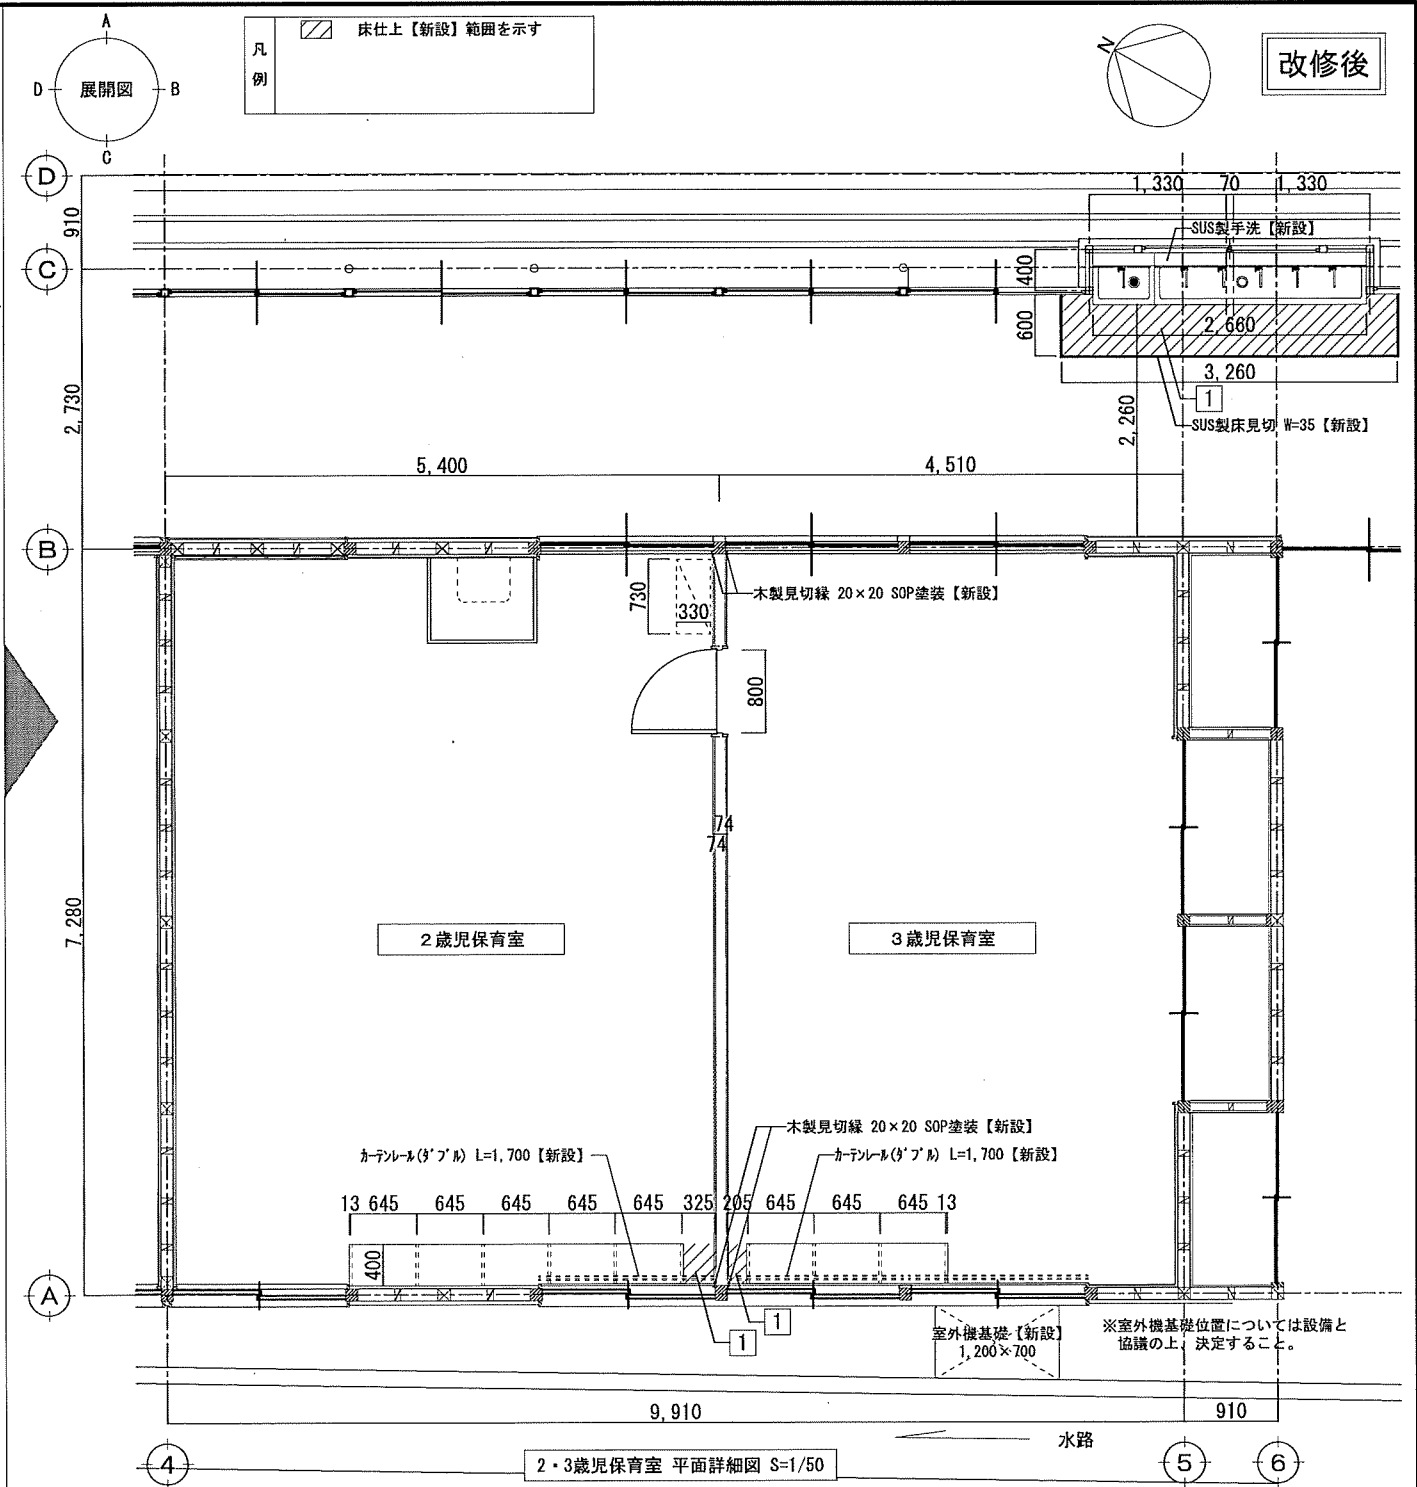 A
D 展開図 B
C
凡例
床仕上【新設】範囲を示す
N
改修後
D
910
C
2,730
B
7,280
A
1,330 70 1,330
SUS製手洗【新設】
400
600
2,660
3,260
1
SUS製床見切 W=35【新設】
2,260
5,400 4,510
730
330
木製見切縁 20×20 SOP塗装【新設】
800
74
74
2歳児保育室
3歳児保育室
木製見切縁 20×20 SOP塗装【新設】
カーテンレール(ダブル) L=1,700【新設】
カーテンレール(ダブル) L=1,700【新設】
13 645 645 645 645 645 325 205 645 645 645 13
400
1
1
室外機基礎【新設】
1,200×700
※室外機基礎位置については設備と
協議の上、決定すること。
9,910 910
水路
4
2・3歳児保育室 平面詳細図 S=1/50
5
6